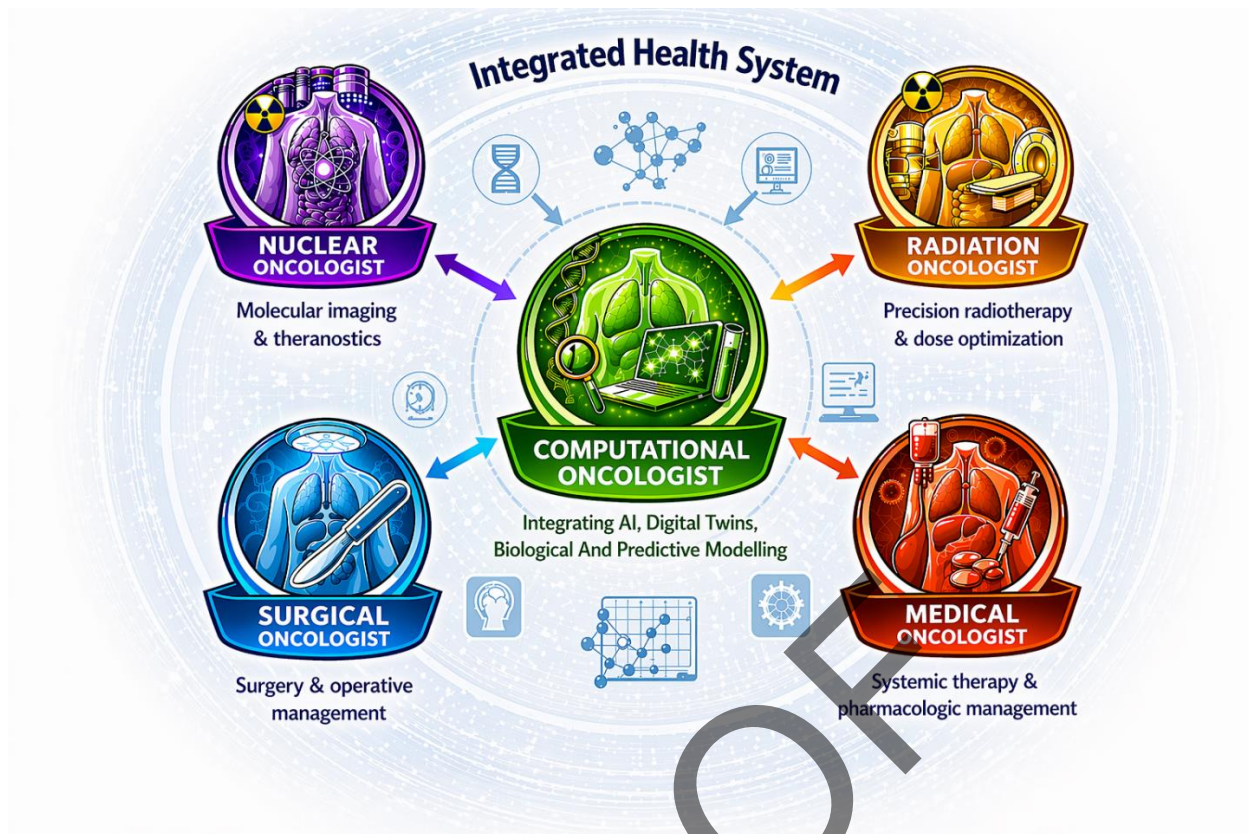 Integrated Health System
NUCLEAR
ONCOLOGIST
Molecular imaging
& theranostics
RADIATION
ONCOLOGIST
Precision radiotherapy
& dose optimization
COMPUTATIONAL
ONCOLOGIST
Integrating AI, Digital Twins,
Biological And Predictive Modelling
SURGICAL
ONCOLOGIST
Surgery & operative
management
MEDICAL
ONCOLOGIST
Systemic therapy &
pharmacologic management
OF